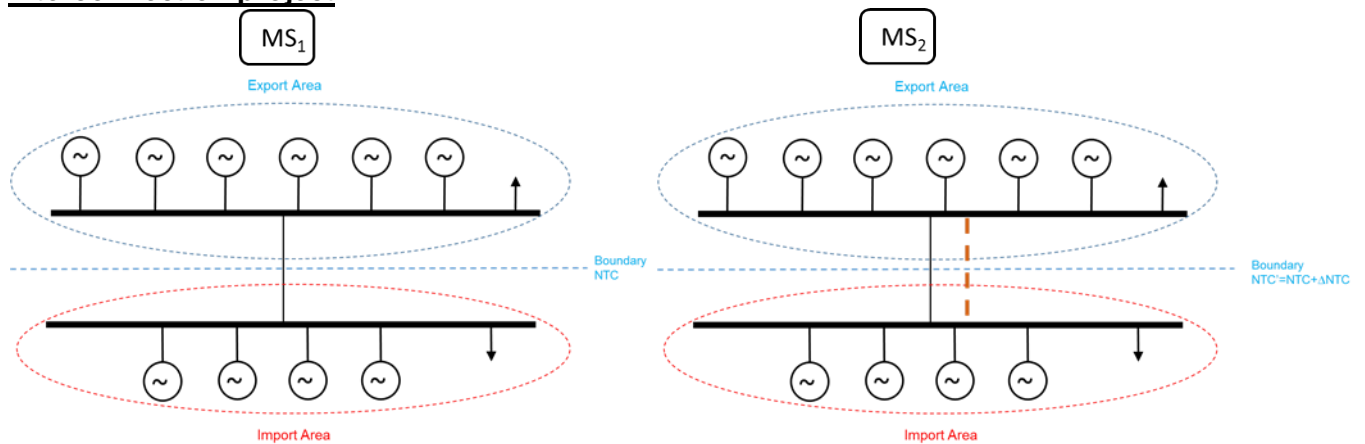 MS₁
MS₂
Export Area
Export Area
~ ~ ~ ~ ~ ~
~ ~ ~ ~ ~ ~
Boundary
NTC
Boundary
NTC'=NTC+ΔNTC
~ ~ ~ ~
~ ~ ~ ~
Import Area
Import Area